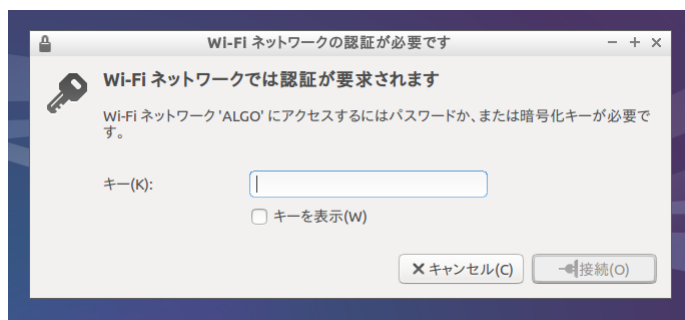 Wi-Fi ネットワークの認証が必要です
Wi-Fi ネットワークでは認証が要求されます
Wi-Fi ネットワーク 'ALGO' にアクセスするにはパスワードか、または暗号化キーが必要で
す。
キー(K):
キーを表示(W)
キャンセル(C)
接続(O)